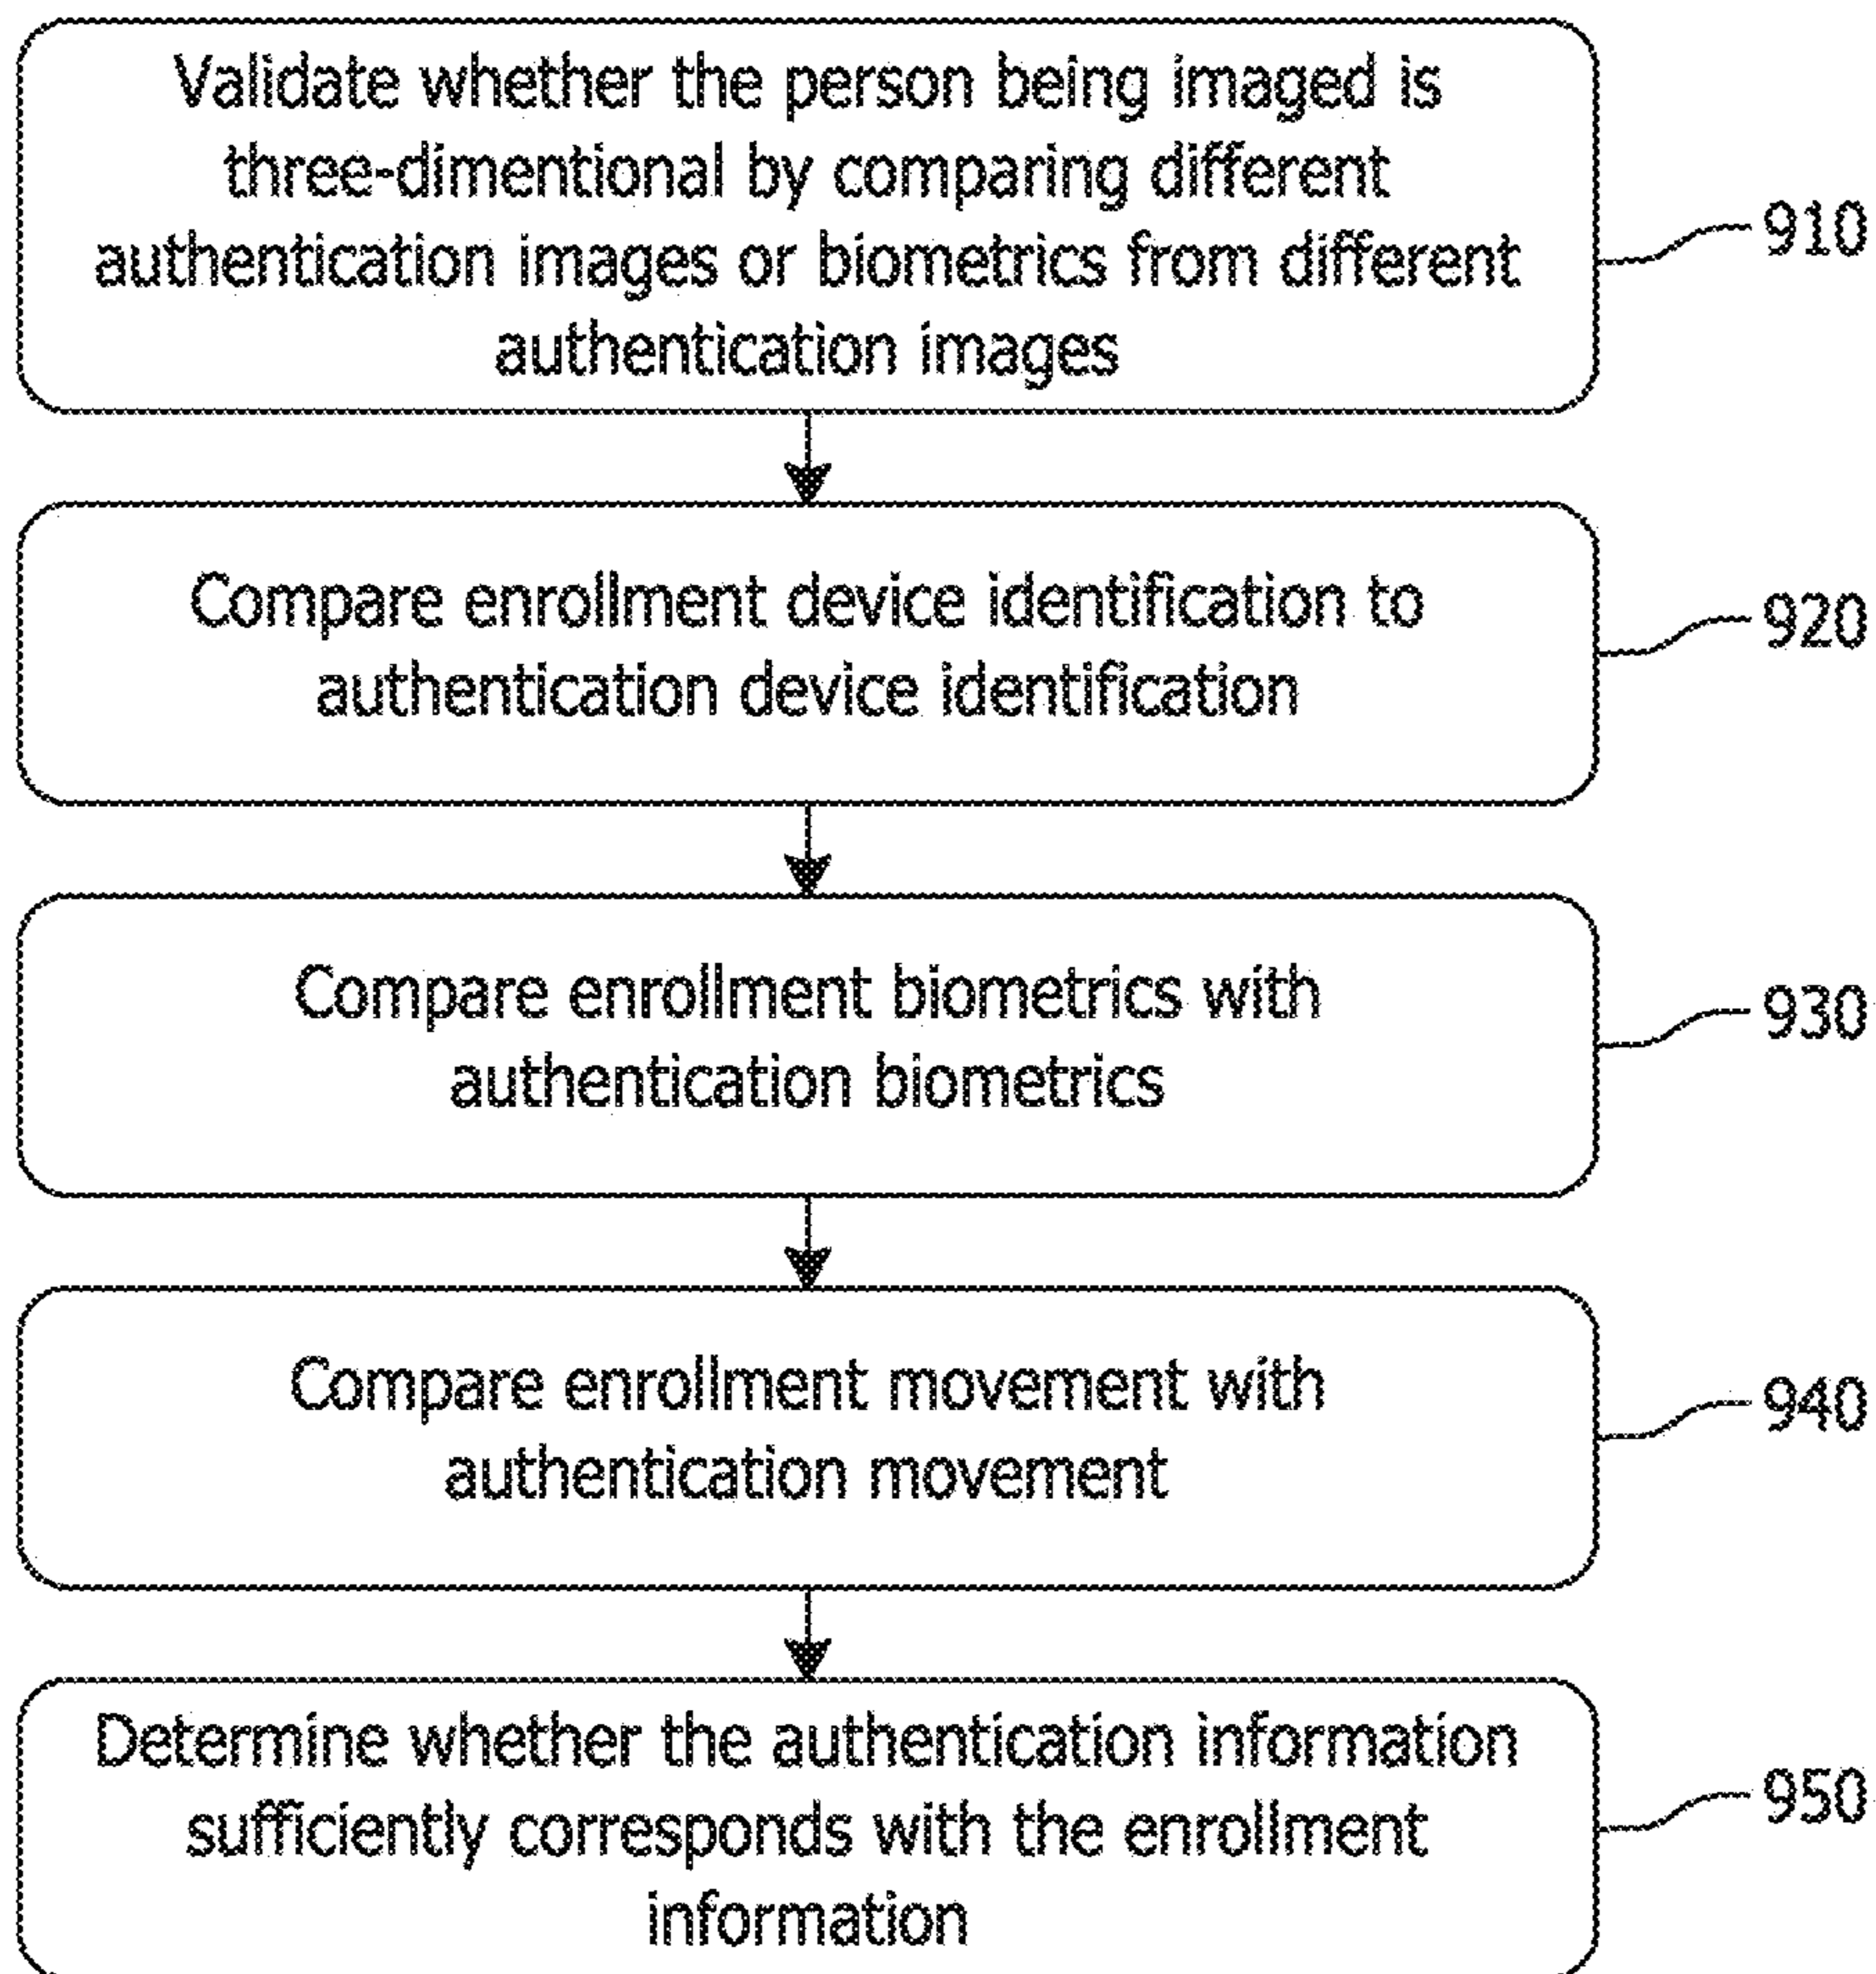 Validate whether the person being imaged is
three-dimentional by comparing different
authentication images or biometrics from different
authentication images
910
Compare enrollment device identification to
authentication device identification
920
Compare enrollment biometrics with
authentication biometrics
930
Compare enrollment movement with
authentication movement
940
Determine whether the authentication information
sufficiently corresponds with the enrollment
information
950